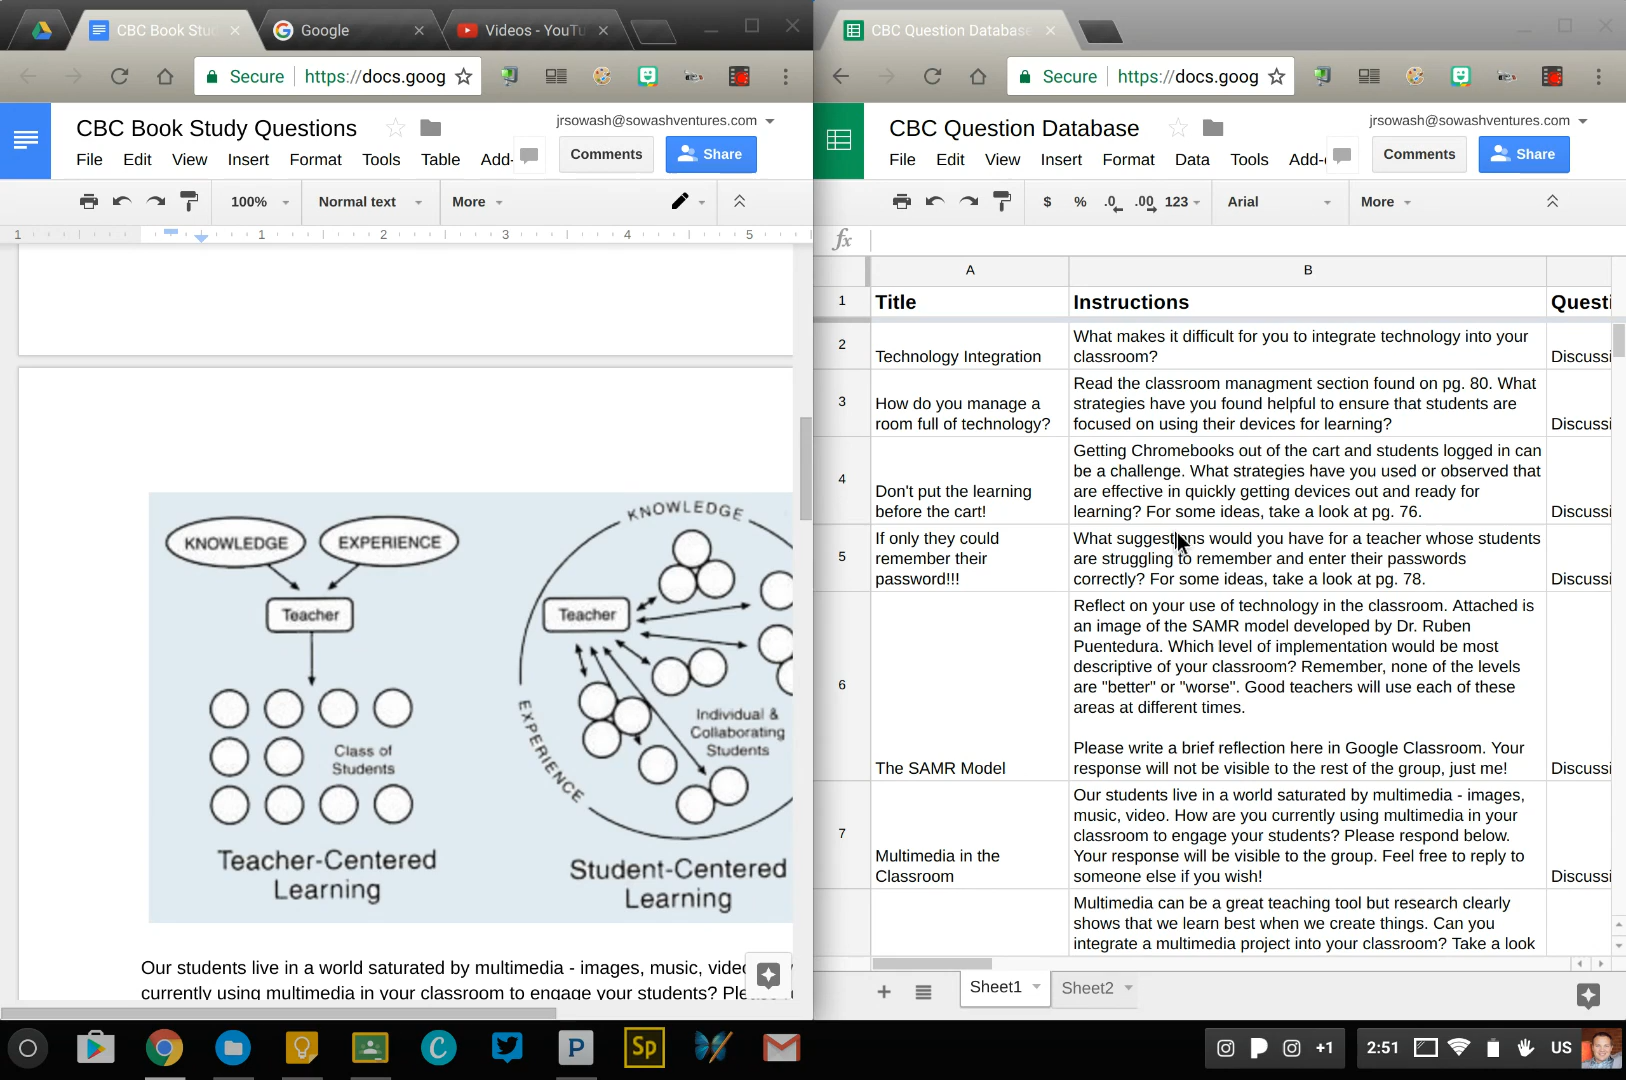 CBC Book Stu
Google
Videos - YouTu
Secure
https://docs.goog
CBC Book Study Questions
jrsowash@sowashventures.com
File Edit View Insert Format Tools Table Add-
Comments
Share
100%
Normal text
More
1 1 2 3 4 5
KNOWLEDGE
EXPERIENCE
Teacher
Class of
Students
Teacher-Centered
Learning
KNOWLEDGE
EXPERIENCE
Teacher
Individual &
Collaborating
Students
Student-Centered
Learning
Our students live in a world saturated by multimedia - images, music, video
currently using multimedia in your classroom to engage your students? Ple
CBC Question Database
Secure
https://docs.goog
CBC Question Database
jrsowash@sowashventures.com
File Edit View Insert Format Data Tools Add-
Comments
Share
$ % .0 .00 123
Arial
More
fx
A B
1 Title Instructions Questi
2
Technology Integration
What makes it difficult for you to integrate technology into your
classroom?
Discussi
3
How do you manage a
room full of technology?
Read the classroom managment section found on pg. 80. What
strategies have you found helpful to ensure that students are
focused on using their devices for learning?
Discussi
4
Don't put the learning
before the cart!
Getting Chromebooks out of the cart and students logged in can
be a challenge. What strategies have you used or observed that
are effective in quickly getting devices out and ready for
learning? For some ideas, take a look at pg. 76.
Discussi
5
If only they could
remember their
password!!!
What suggestions would you have for a teacher whose students
are struggling to remember and enter their passwords
correctly? For some ideas, take a look at pg. 78.
Discussi
6
The SAMR Model
Reflect on your use of technology in the classroom. Attached is
an image of the SAMR model developed by Dr. Ruben
Puentedura. Which level of implementation would be most
descriptive of your classroom? Remember, none of the levels
are "better" or "worse". Good teachers will use each of these
areas at different times.
Please write a brief reflection here in Google Classroom. Your
response will not be visible to the rest of the group, just me!
Discussi
7
Multimedia in the
Classroom
Our students live in a world saturated by multimedia - images,
music, video. How are you currently using multimedia in your
classroom to engage your students? Please respond below.
Your response will be visible to the group. Feel free to reply to
someone else if you wish!
Discussi
Multimedia can be a great teaching tool but research clearly
shows that we learn best when we create things. Can you
integrate a multimedia project into your classroom? Take a look
Sheet1
Sheet2
C
P
Sp
+1
2:51
US